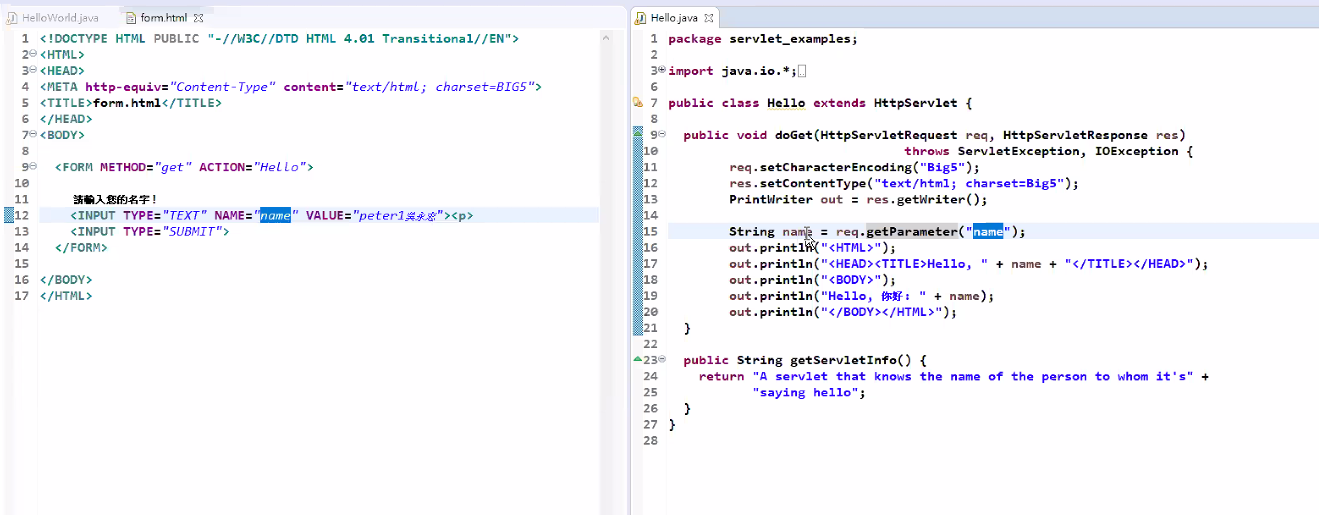 HelloWorld.java
form.html
1 <!DOCTYPE HTML PUBLIC "-//W3C//DTD HTML 4.01 Transitional//EN">
2 <HTML>
3 <HEAD>
4 <META http-equiv="Content-Type" content="text/html; charset=BIG5">
5 <TITLE>form.html</TITLE>
6 </HEAD>
7 <BODY>
8
9 <FORM METHOD="get" ACTION="Hello">
10
11 請輸入您的名字!
12 <INPUT TYPE="TEXT" NAME="name" VALUE="peter1吳永志"><p>
13 <INPUT TYPE="SUBMIT">
14 </FORM>
15
16 </BODY>
17 </HTML>
Hello.java
1 package servlet_examples;
2
3 import java.io.*;
6
7 public class Hello extends HttpServlet {
8
9 public void doGet(HttpServletRequest req, HttpServletResponse res)
10 throws ServletException, IOException {
11 req.setCharacterEncoding("Big5");
12 res.setContentType("text/html; charset=Big5");
13 PrintWriter out = res.getWriter();
14
15 String name = req.getParameter("name");
16 out.println("<HTML>");
17 out.println("<HEAD><TITLE>Hello, " + name + "</TITLE></HEAD>");
18 out.println("<BODY>");
19 out.println("Hello, 你好: " + name);
20 out.println("</BODY></HTML>");
21 }
22
23 public String getServletInfo() {
24 return "A servlet that knows the name of the person to whom it's" +
25 "saying hello";
26 }
27 }
28